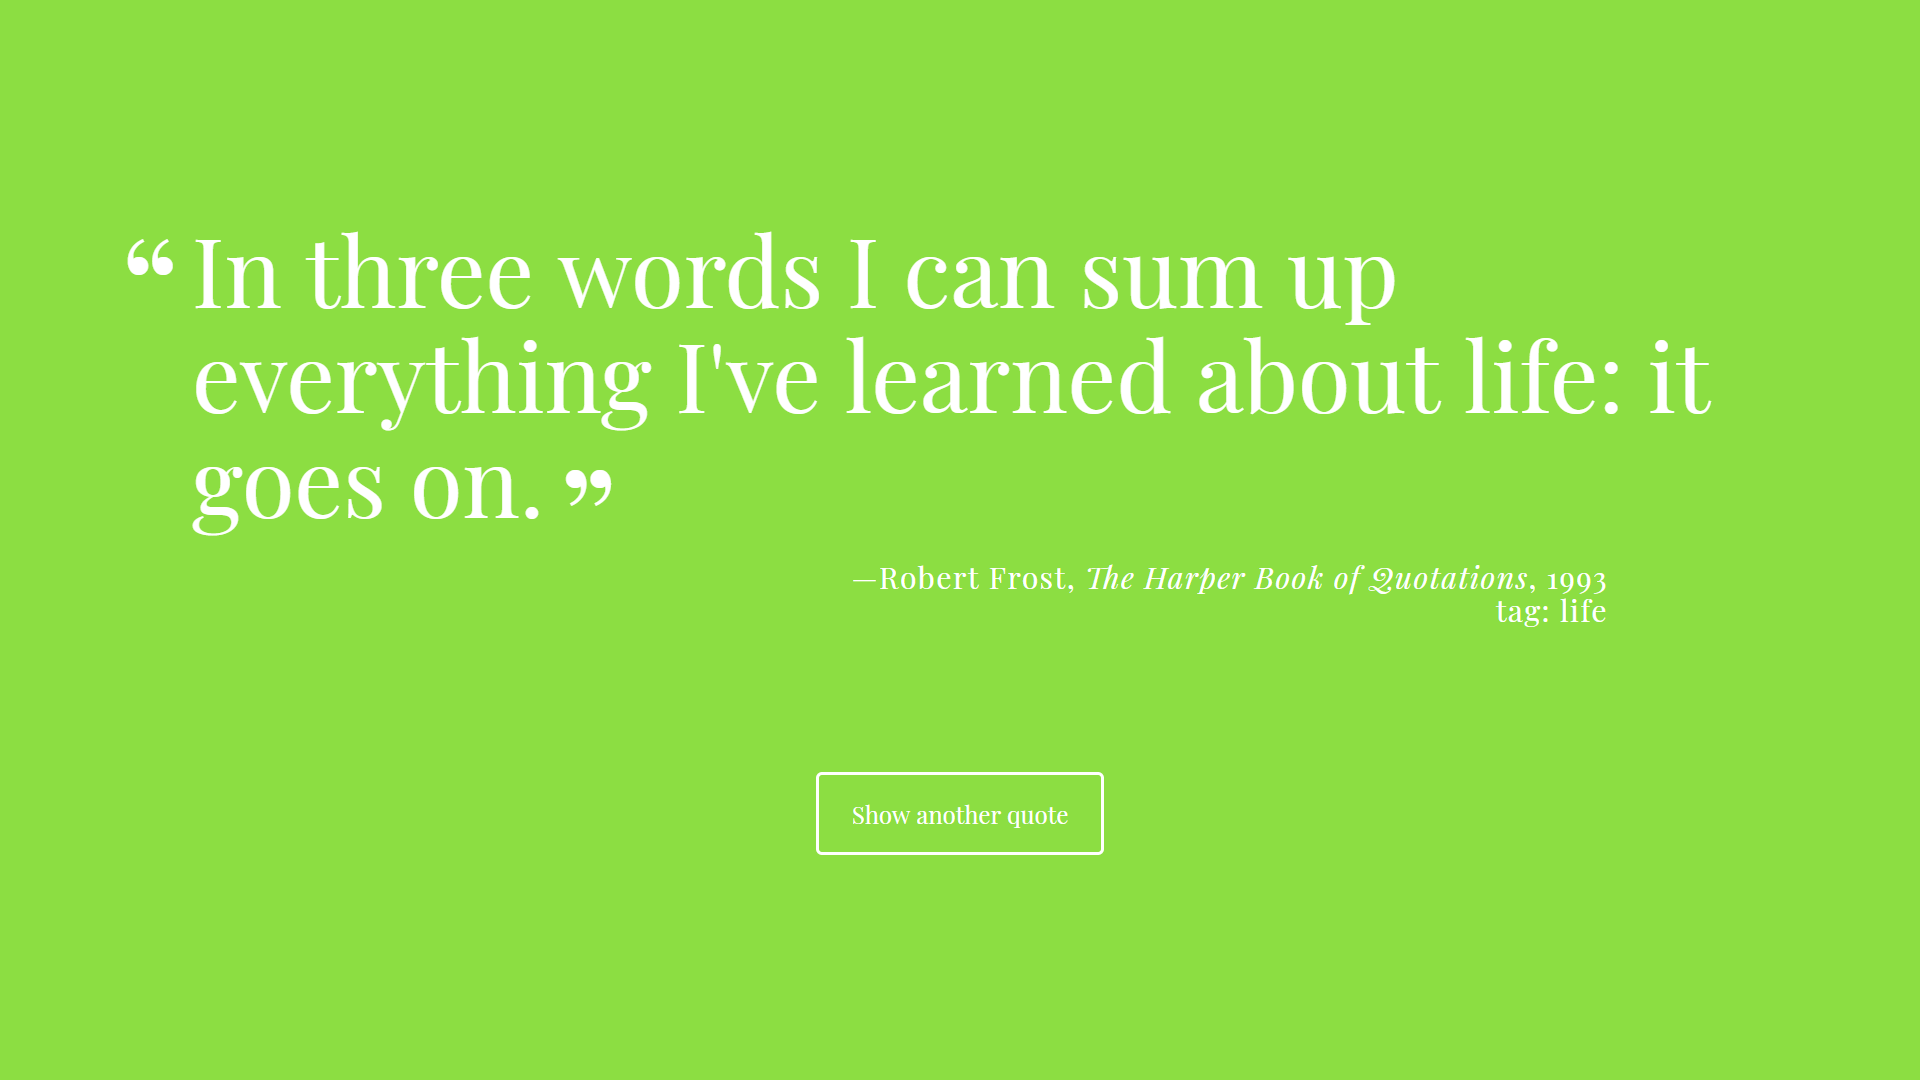 “ In three words I can sum up
everything I've learned about life: it
goes on. ”
—Robert Frost, The Harper Book of Quotations, 1993
tag: life
Show another quote